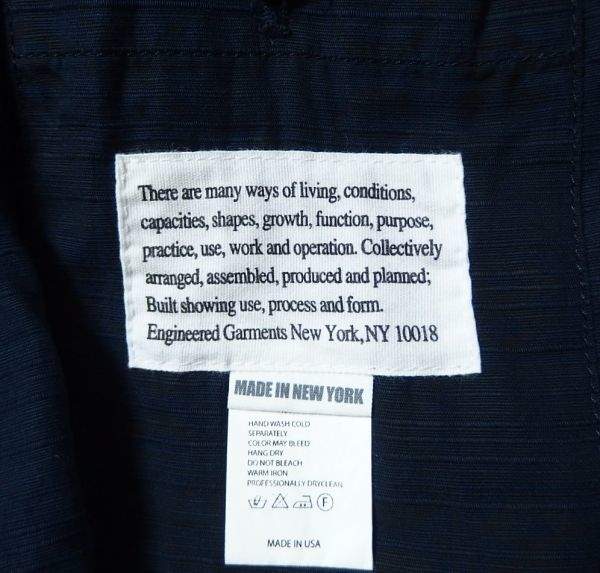 There are many ways of living, conditions,
capacities, shapes, growth, function, purpose,
practice, use, work and operation. Collectively
arranged, assembled, produced and planned;
Built showing use, process and form.
Engineered Garments New York, NY 10018
MADE IN NEW YORK
HAND WASH COLD
SEPARATELY
COLOR MAY BLEED
HANG DRY
DO NOT BLEACH
WARM IRON
PROFESSIONALLY DRYCLEAN
F
MADE IN USA